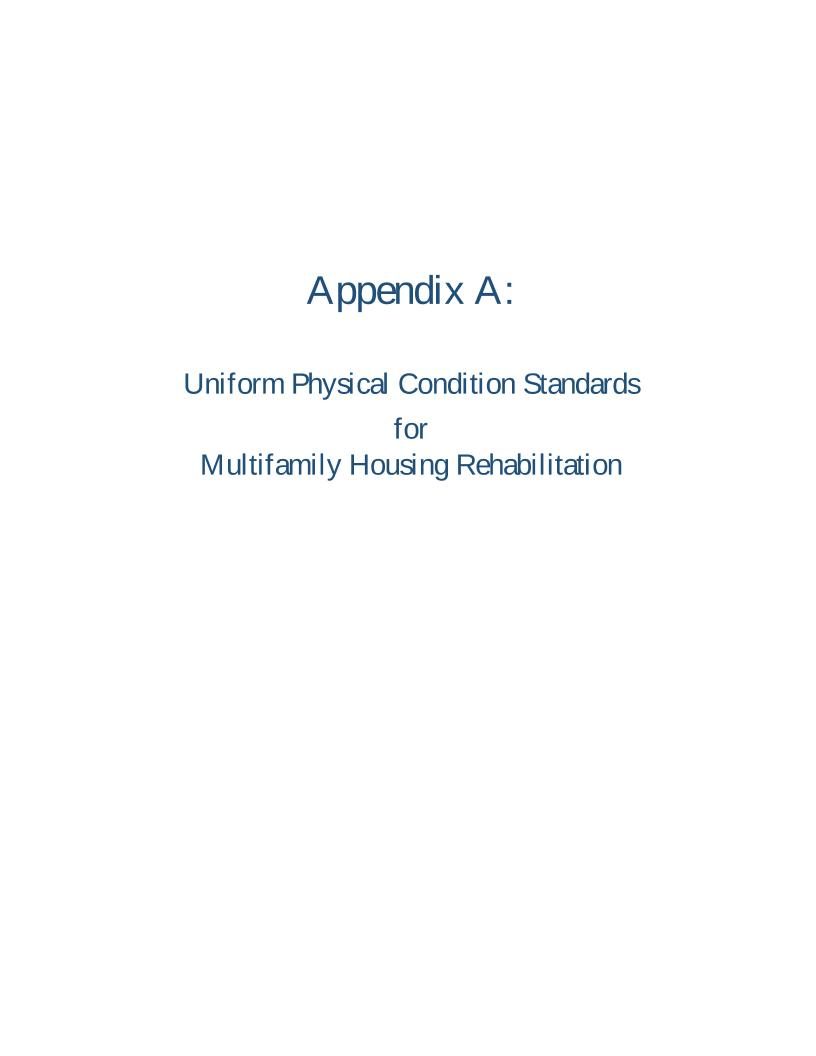 Appendix A:
Uniform Physical Condition Standards
for
Multifamily Housing Rehabilitation